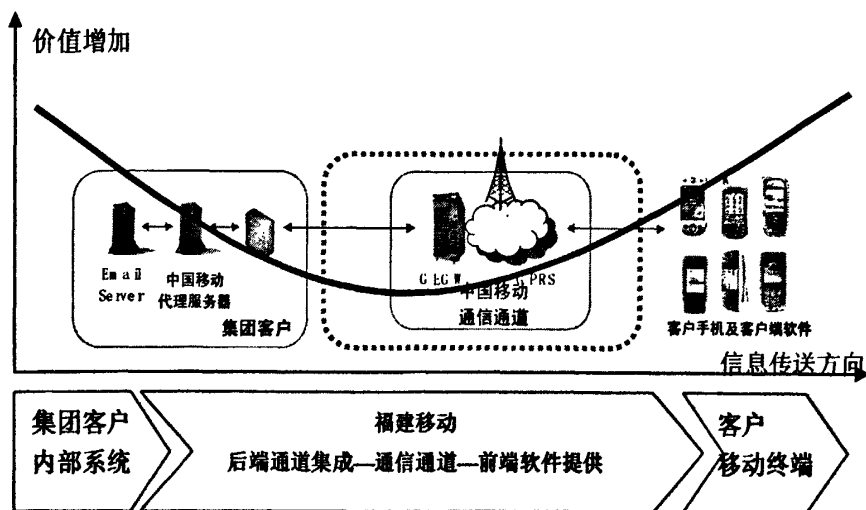 价值增加
Email
Server
中国移动
代理服务器
集团客户
中国移动
通信通道
客户手机及客户端软件
信息传送方向
集团客户
内部系统
福建移动
后端通道集成—通信通道—前端软件提供
客户
移动终端